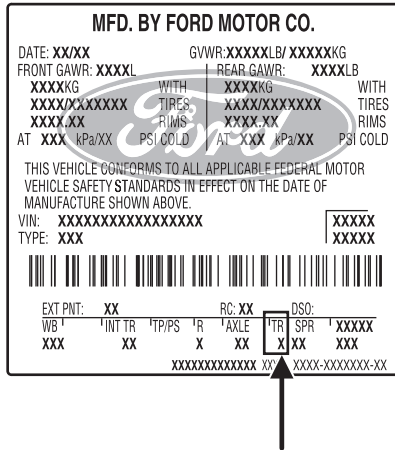 MFD. BY FORD MOTOR CO.
DATE: XX/XX GVWR:XXXXXLB/ XXXXXKG
FRONT GAWR: XXXXL REAR GAWR: XXXXLB
XXXXKG WITH XXXXKG WITH
XXXX/XXXXXXX TIRES XXXX/XXXXXXX TIRES
XXXX.XX RIMS XXXX.XX RIMS
AT XXX kPa/XX PSI COLD AT XXX kPa/XX PSI COLD
Ford
THIS VEHICLE CONFORMS TO ALL APPLICABLE FEDERAL MOTOR
VEHICLE SAFETY STANDARDS IN EFFECT ON THE DATE OF
MANUFACTURE SHOWN ABOVE.
VIN: XXXXXXXXXXXXXXXXX XXXXX
TYPE: XXX XXXXX
EXT PNT: XX RC: XX DSO:
WB INT TR TP/PS R AXLE TR SPR XXXXX
XXX XX X XX X XX XXX
XXXXXXXXXXXXX XXXX-XXXXXXX-XX